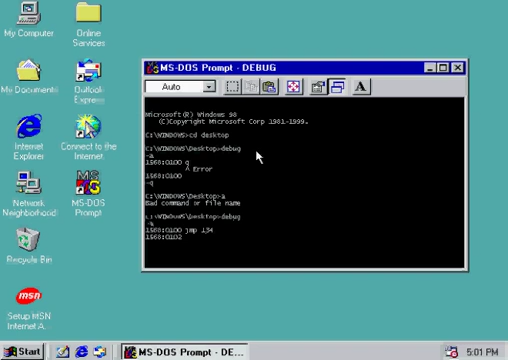 My Computer
Online
Services
My Documents
Outlook
Express
Internet
Explorer
Connect to the
Internet
Network
Neighborhood
MS-DOS
Prompt
Recycle Bin
msn
Setup MSN
Internet A...
MS-DOS Prompt - DEBUG
Auto
A
Microsoft(R) Windows 98
(C)Copyright Microsoft Corp 1981-1999.
C:\WINDOWS>cd desktop
C:\WINDOWS\Desktop>debug
-a
1568:0100 q
^ Error
1568:0100
-q
C:\WINDOWS\Desktop>a
Bad command or file name
C:\WINDOWS\Desktop>debug
-a
1568:0100 jmp 134
1568:0102
Start
MS-DOS Prompt - DE...
5:01 PM